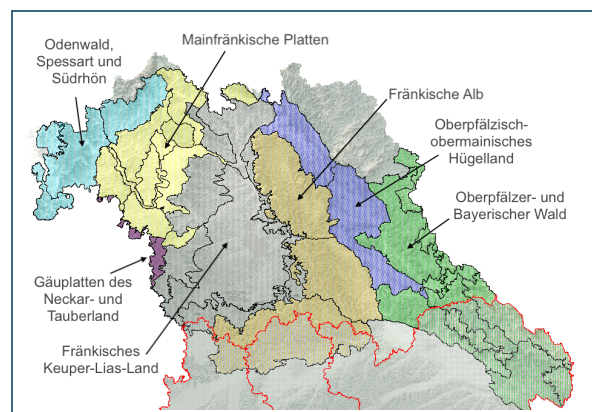 Odenwald,
Spessart und
Südrhön
Mainfränkische Platten
Fränkische Alb
Oberpfälzisch-
obermainisches
Hügelland
Oberpfälzer- und
Bayerischer Wald
Gäuplatten des
Neckar- und
Tauberland
Fränkisches
Keuper-Lias-Land